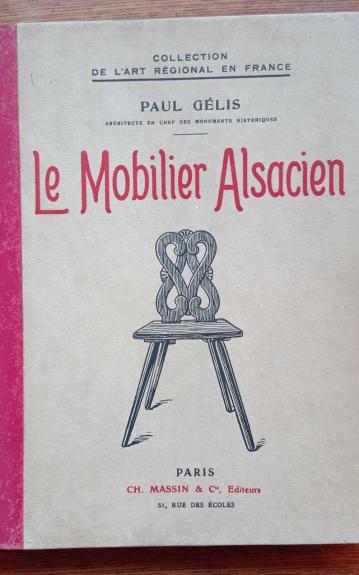 COLLECTION
DE L'ART RÉGIONAL EN FRANCE
PAUL GÉLIS
ARCHITECTE EN CHEF DES MONUMENTS HISTORIQUES
Le Mobilier Alsacien
PARIS
CH. MASSIN & Cie, Editeurs
51, RUE DES ÉCOLES